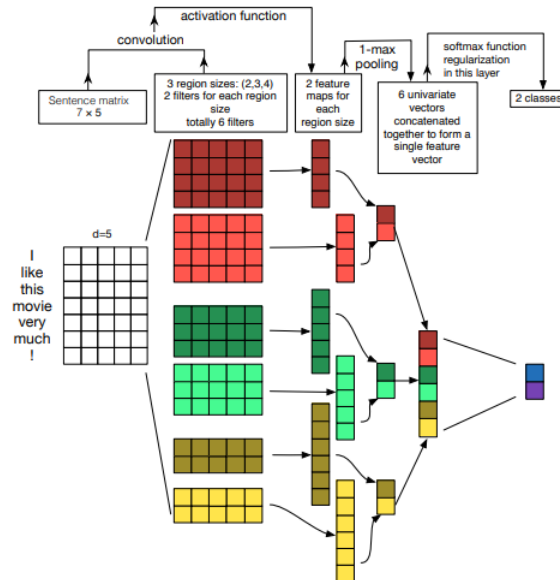 activation function
convolution
1-max
pooling
softmax function
regularization
in this layer
Sentence matrix
7 × 5
3 region sizes: (2,3,4)
2 filters for each region
size
totally 6 filters
2 feature
maps for
each
region size
6 univariate
vectors
concatenated
together to form a
single feature
vector
2 classes
d=5
I
like
this
movie
very
much
!